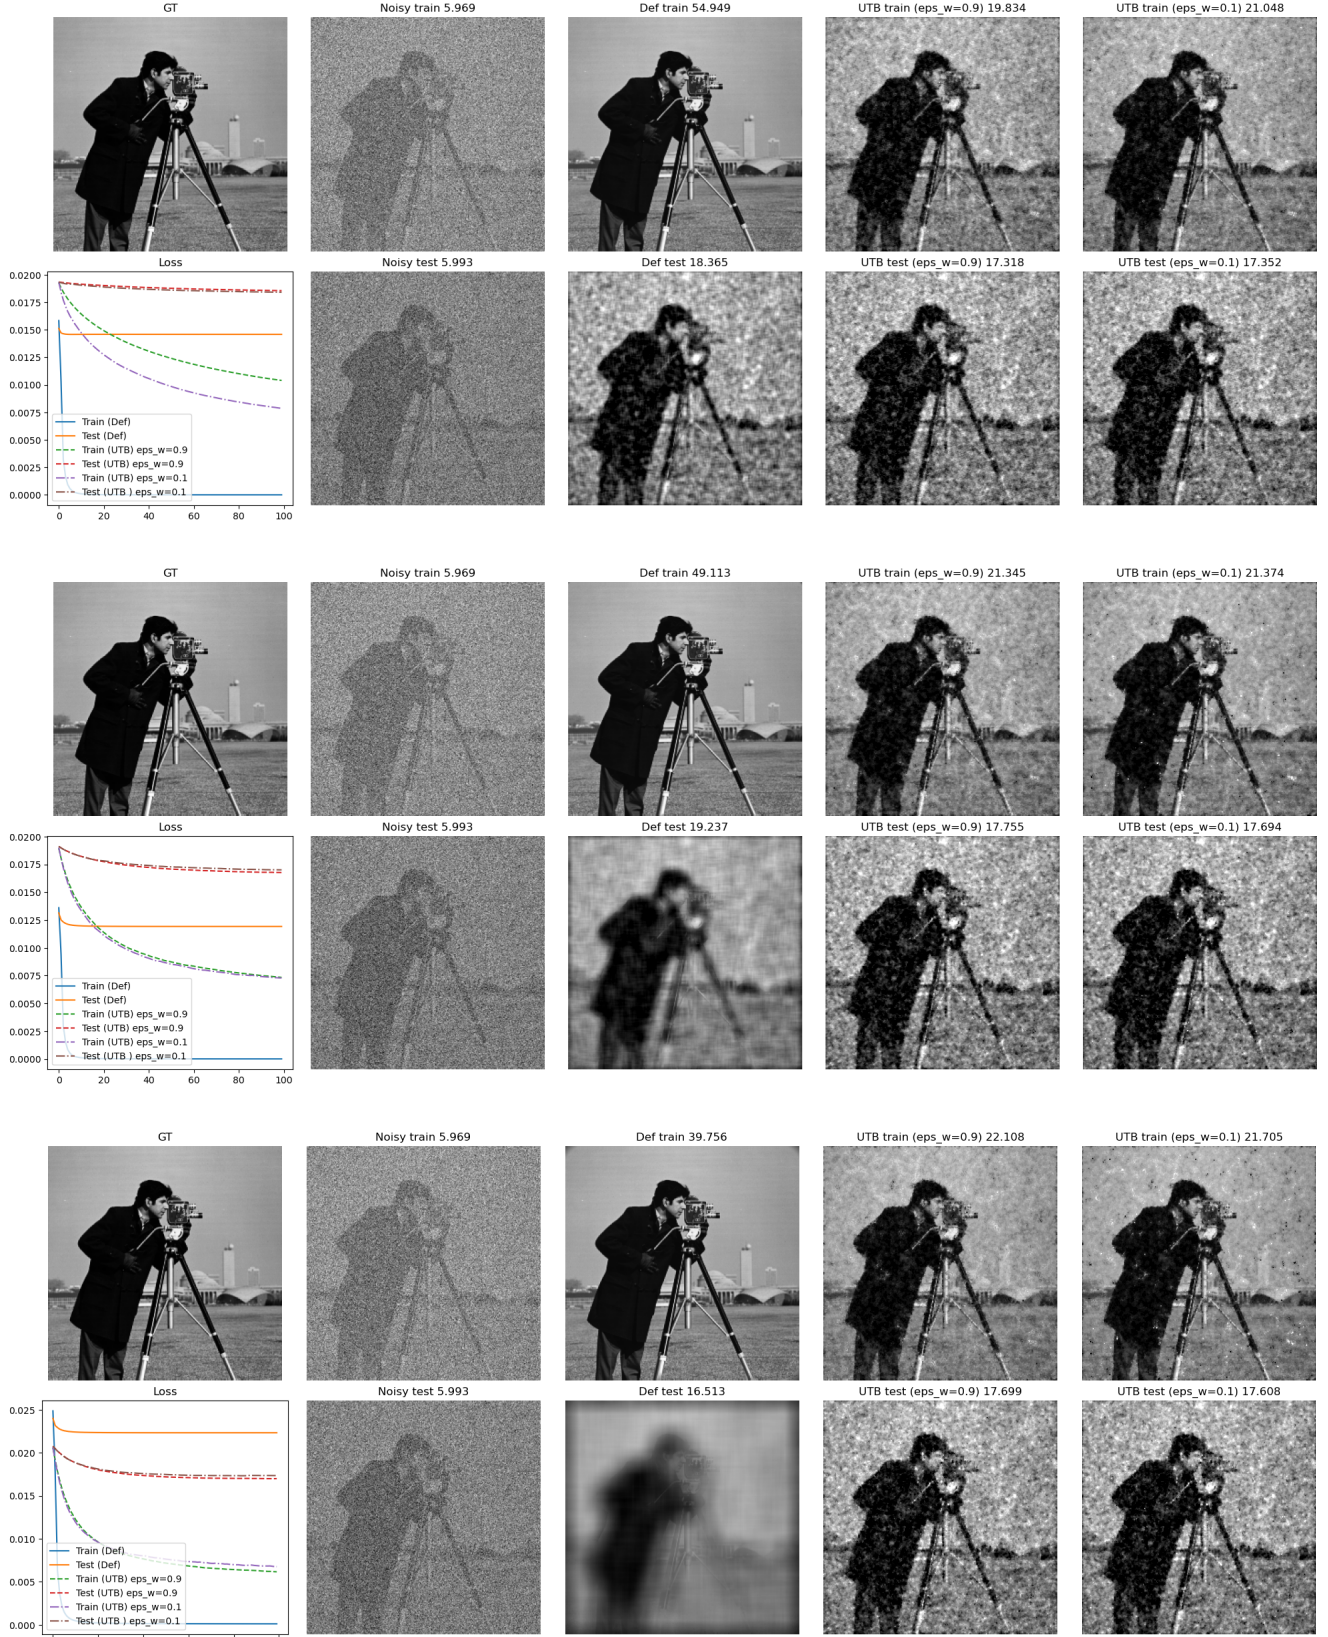 GT Noisy train 5.969 Def train 54.949 UTB train (eps_w=0.9) 19.834 UTB train (eps_w=0.1) 21.048
Loss Noisy test 5.993 Def test 18.365 UTB test (eps_w=0.9) 17.318 UTB test (eps_w=0.1) 17.352
0.0200
0.0175
0.0150
0.0125
0.0100
0.0075
0.0050
0.0025
0.0000
Train (Def)
Test (Def)
Train (UTB) eps_w=0.9
Test (UTB) eps_w=0.9
Train (UTB) eps_w=0.1
Test (UTB ) eps_w=0.1
0 20 40 60 80 100
GT Noisy train 5.969 Def train 49.113 UTB train (eps_w=0.9) 21.345 UTB train (eps_w=0.1) 21.374
Loss Noisy test 5.993 Def test 19.237 UTB test (eps_w=0.9) 17.755 UTB test (eps_w=0.1) 17.694
0.0200
0.0175
0.0150
0.0125
0.0100
0.0075
0.0050
0.0025
0.0000
Train (Def)
Test (Def)
Train (UTB) eps_w=0.9
Test (UTB) eps_w=0.9
Train (UTB) eps_w=0.1
Test (UTB ) eps_w=0.1
0 20 40 60 80 100
GT Noisy train 5.969 Def train 39.756 UTB train (eps_w=0.9) 22.108 UTB train (eps_w=0.1) 21.705
Loss Noisy test 5.993 Def test 16.513 UTB test (eps_w=0.9) 17.699 UTB test (eps_w=0.1) 17.608
0.025
0.020
0.015
0.010
0.005
0.000
Train (Def)
Test (Def)
Train (UTB) eps_w=0.9
Test (UTB) eps_w=0.9
Train (UTB) eps_w=0.1
Test (UTB ) eps_w=0.1